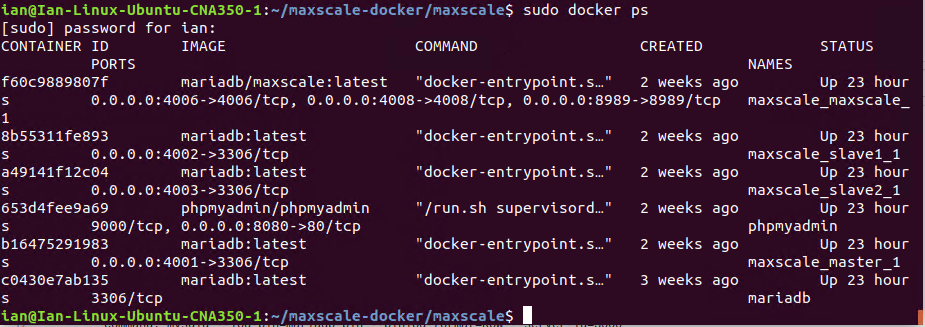 ian@Ian-Linux-Ubuntu-CNA350-1:~/maxscale-docker/maxscale$ sudo docker ps
[sudo] password for ian:
CONTAINER ID        IMAGE                       COMMAND                  CREATED             STATUS
            PORTS                                                                            NAMES
f60c9889807f        mariadb/maxscale:latest     "docker-entrypoint.s…"   2 weeks ago         Up 23 hour
s           0.0.0.0:4006->4006/tcp, 0.0.0.0:4008->4008/tcp, 0.0.0.0:8989->8989/tcp   maxscale_maxscale_
1
8b55311fe893        mariadb:latest              "docker-entrypoint.s…"   2 weeks ago         Up 23 hour
s           0.0.0.0:4002->3306/tcp                                                           maxscale_slave1_1
a49141f12c04        mariadb:latest              "docker-entrypoint.s…"   2 weeks ago         Up 23 hour
s           0.0.0.0:4003->3306/tcp                                                           maxscale_slave2_1
653d4fee9a69        phpmyadmin/phpmyadmin       "/run.sh supervisord…"   2 weeks ago         Up 23 hour
s           9000/tcp, 0.0.0.0:8080->80/tcp                                                   phpmyadmin
b16475291983        mariadb:latest              "docker-entrypoint.s…"   2 weeks ago         Up 23 hour
s           0.0.0.0:4001->3306/tcp                                                           maxscale_master_1
c0430e7ab135        mariadb:latest              "docker-entrypoint.s…"   3 weeks ago         Up 23 hour
s           3306/tcp                                                                         mariadb
ian@Ian-Linux-Ubuntu-CNA350-1:~/maxscale-docker/maxscale$